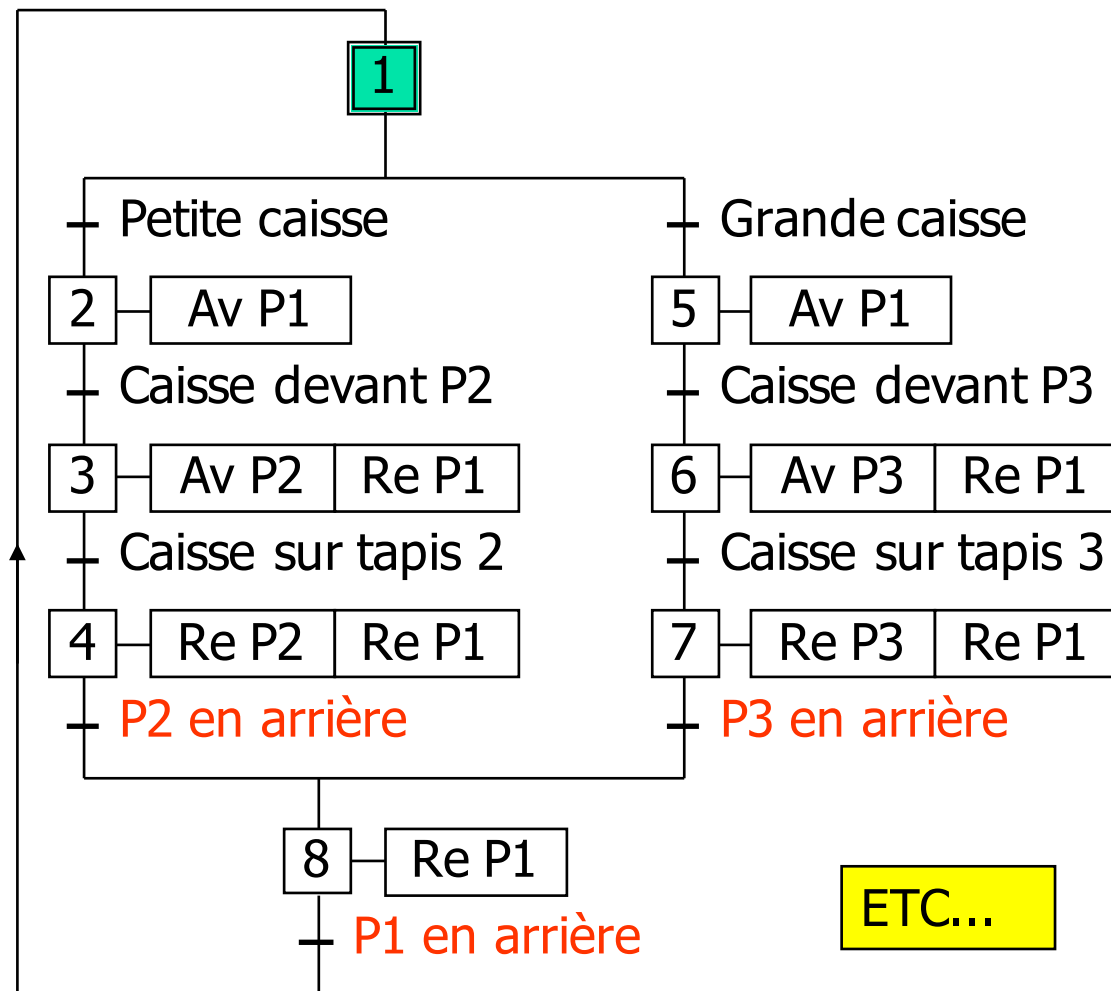 1
Petite caisse
Grande caisse
2 Av P1
5 Av P1
Caisse devant P2
Caisse devant P3
3 Av P2 Re P1
6 Av P3 Re P1
Caisse sur tapis 2
Caisse sur tapis 3
4 Re P2 Re P1
7 Re P3 Re P1
P2 en arrière
P3 en arrière
8 Re P1
ETC...
P1 en arrière